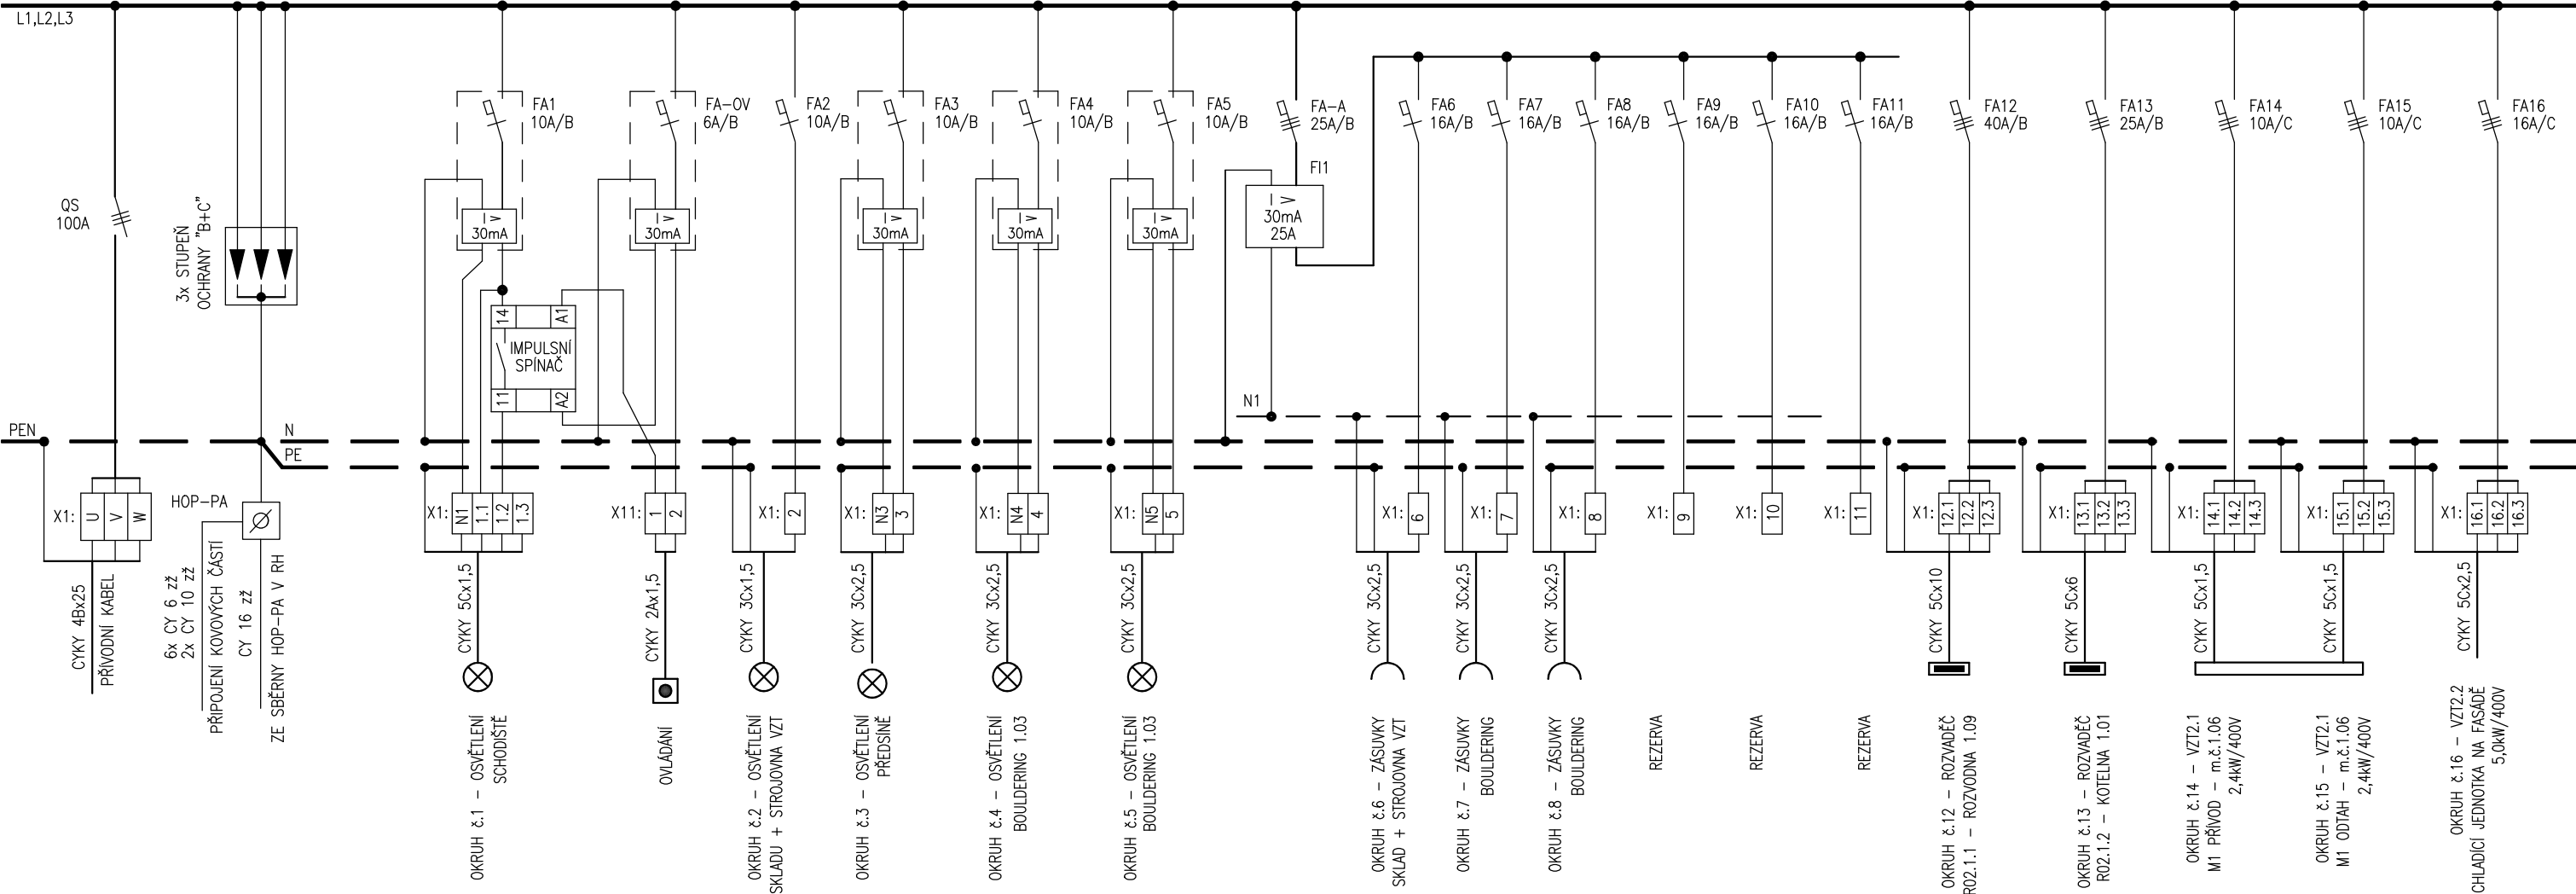 L1,L2,L3
QS
100A
3x STUPEŇ
OCHRANY "B+C"
FA1
10A/B
FA-OV
6A/B
FA2
10A/B
FA3
10A/B
FA4
10A/B
FA5
10A/B
FA-A
25A/B
FI1
FA6
16A/B
FA7
16A/B
FA8
16A/B
FA9
16A/B
FA10
16A/B
FA11
16A/B
FA12
40A/B
FA13
25A/B
FA14
10A/C
FA15
10A/C
FA16
16A/C
I V
30mA
I V
30mA
I V
30mA
I V
30mA
I V
30mA
I V
30mA
25A
14
A1
IMPULSNÍ
SPÍNAČ
11
A2
N1
PEN
N
PE
HOP-PA
X1: U V W
X1: N1 1.1 1.2 1.3
X11: 1 2
X1: 2
X1: N3 3
X1: N4 4
X1: N5 5
X1: 6
X1: 7
X1: 8
X1: 9
X1: 10
X1: 11
X1: 12.1 12.2 12.3
X1: 13.1 13.2 13.3
X1: 14.1 14.2 14.3
X1: 15.1 15.2 15.3
X1: 16.1 16.2 16.3
CYKY 4Bx25
PŘÍVODNÍ KABEL
6x CY 6 zž
2x CY 10 zž
PŘIPOJENÍ KOVOVÝCH ČÁSTÍ
CY 16 zž
ZE SBĚRNY HOP-PA V RH
CYKY 5Cx1,5
CYKY 2Ax1,5
CYKY 3Cx1,5
CYKY 3Cx2,5
CYKY 3Cx2,5
CYKY 3Cx2,5
CYKY 3Cx2,5
CYKY 3Cx2,5
CYKY 3Cx2,5
CYKY 5Cx10
CYKY 5Cx6
CYKY 5Cx1,5
CYKY 5Cx1,5
CYKY 5Cx2,5
OKRUH č.1 - OSVĚTLENÍ
SCHODIŠTĚ
OVLÁDÁNÍ
OKRUH č.2 - OSVĚTLENÍ
SKLADU + STROJOVNA VZT
OKRUH č.3 - OSVĚTLENÍ
PŘEDSÍNĚ
OKRUH č.4 - OSVĚTLENÍ
BOULDERING 1.03
OKRUH č.5 - OSVĚTLENÍ
BOULDERING 1.03
OKRUH č.6 - ZÁSUVKY
SKLAD + STROJOVNA VZT
OKRUH č.7 - ZÁSUVKY
BOULDERING
OKRUH č.8 - ZÁSUVKY
BOULDERING
REZERVA
REZERVA
REZERVA
OKRUH č.12 - ROZVADĚČ
R02.1.1 - ROZVODNA 1.09
OKRUH č.13 - ROZVADĚČ
R02.1.2 - KOTELNA 1.01
OKRUH č.14 - VZT2.1
M1 PŘÍVOD - m.č.1.06
2,4kW/400V
OKRUH č.15 - VZT2.1
M1 ODTAH - m.č.1.06
2,4kW/400V
OKRUH č.16 - VZT2.2
CHLADÍCÍ JEDNOTKA NA FASÁDĚ
5,0kW/400V